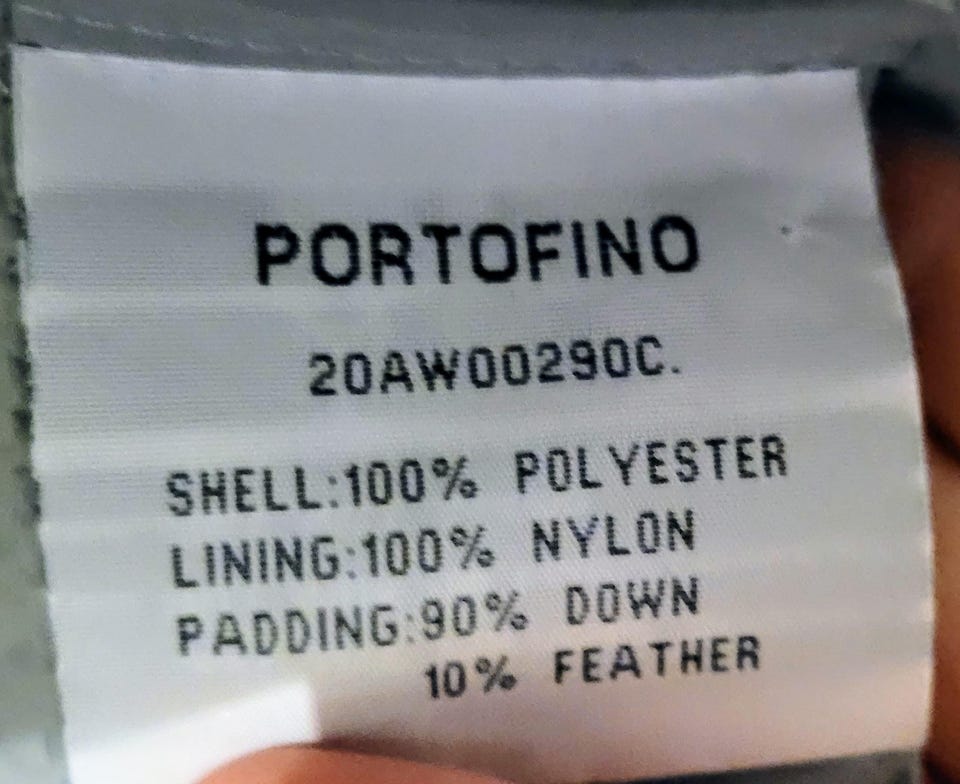 PORTOFINO
20AW00290C.
SHELL:100% POLYESTER
LINING:100% NYLON
PADDING:90% DOWN
10% FEATHER